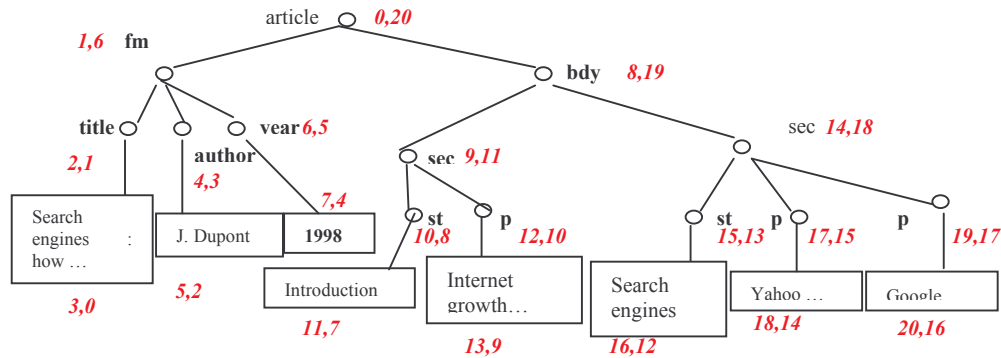 article 0,20
1,6 fm
bdy 8,19
title
year 6,5
sec 14,18
2,1
author
4,3
sec 9,11
7,4
Search
engines :
how …
J. Dupont
1998
st
10,8
p
12,10
st
15,13
p
17,15
p
19,17
3,0
5,2
Introduction
Internet
growth…
Search
engines
Yahoo …
Google
11,7
13,9
16,12
18,14
20,16